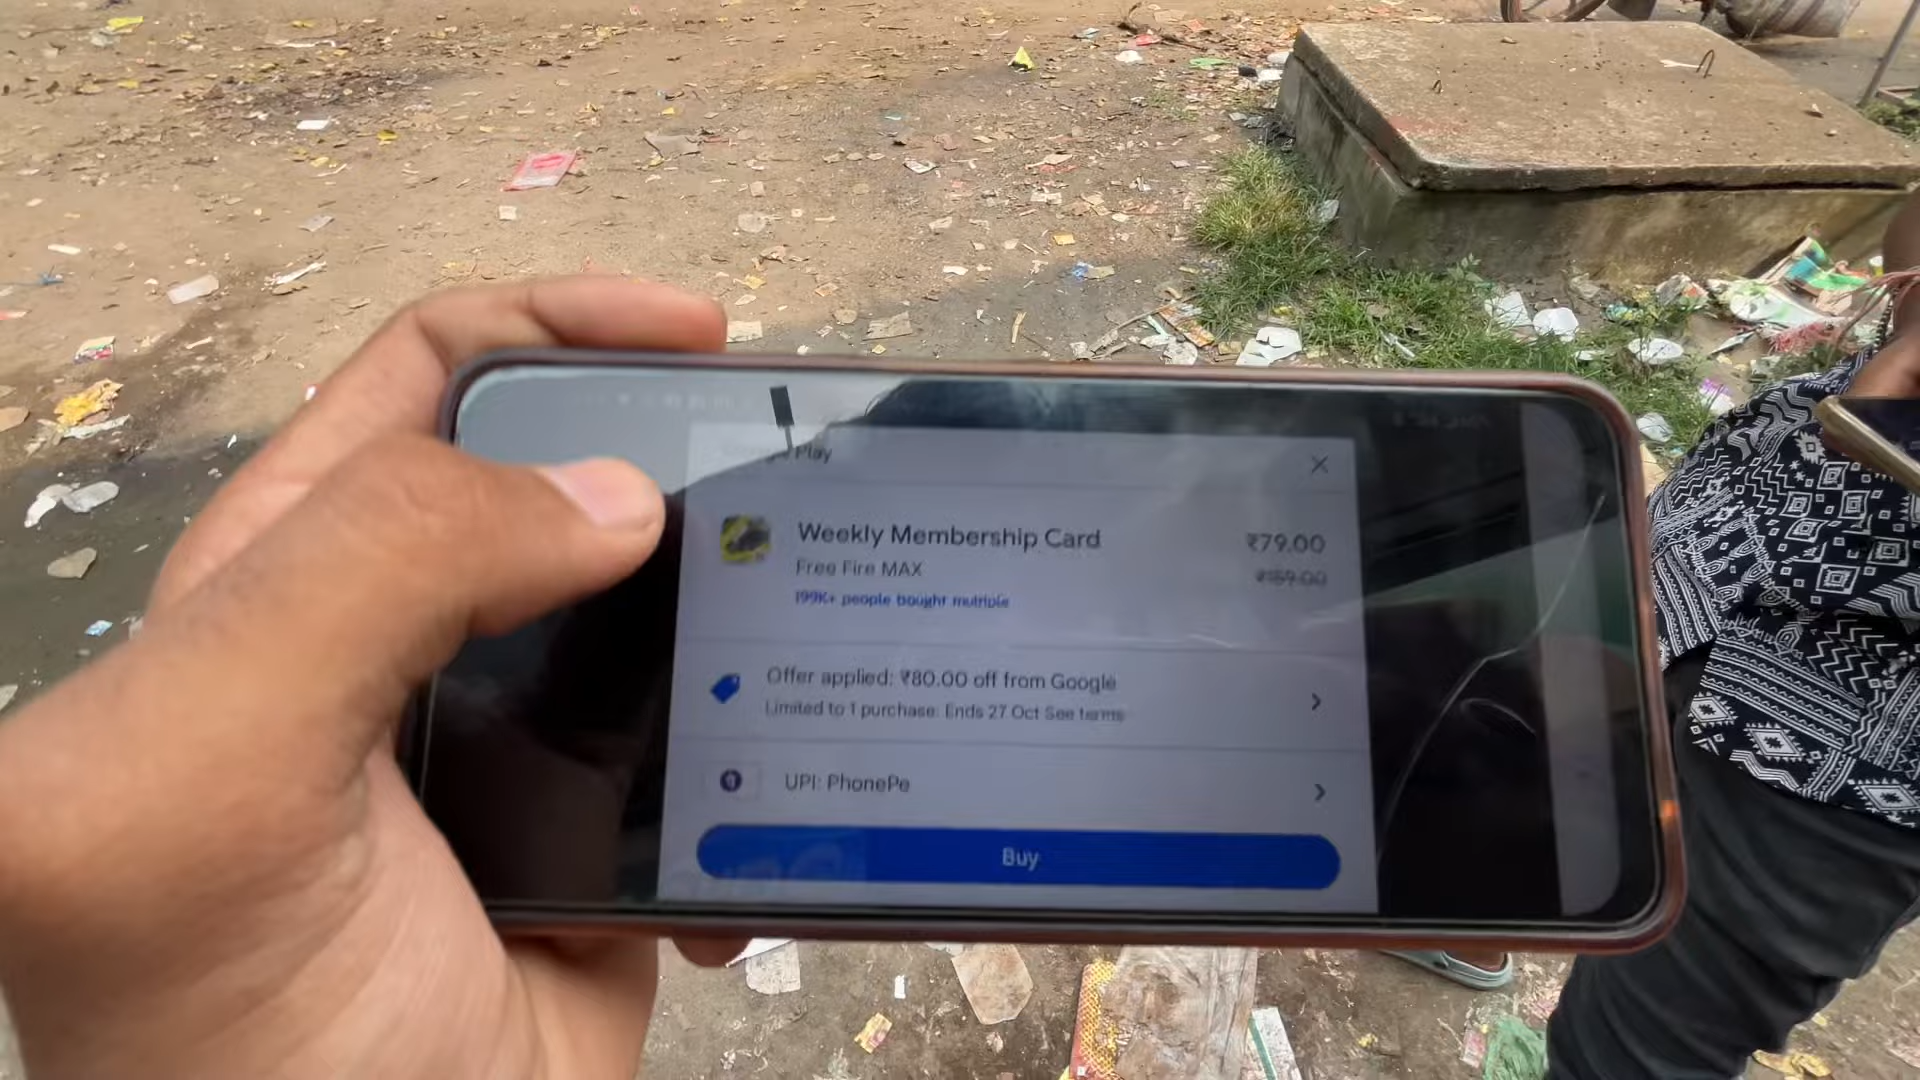 Google Play
Weekly Membership Card
₹79.00
Free Fire MAX
₹159.00
199K+ people bought multiple
Offer applied: ₹80.00 off from Google
Limited to 1 purchase. Ends 27 Oct See terms
UPI: PhonePe
Buy